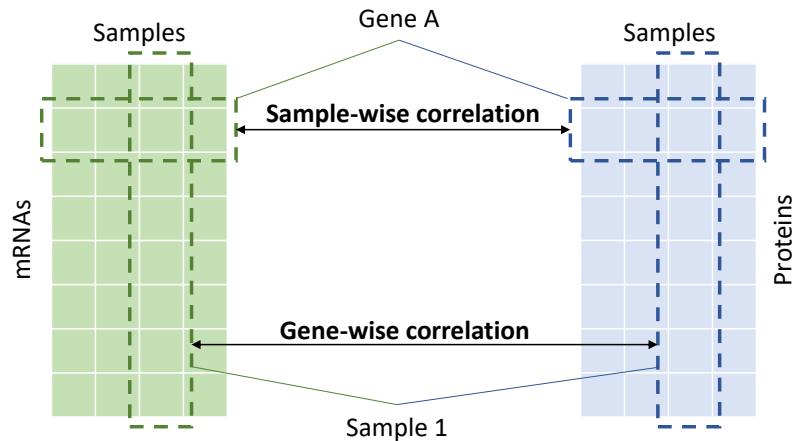 Gene A
Samples
Samples
Sample-wise correlation
mRNAs
Proteins
Gene-wise correlation
Sample 1